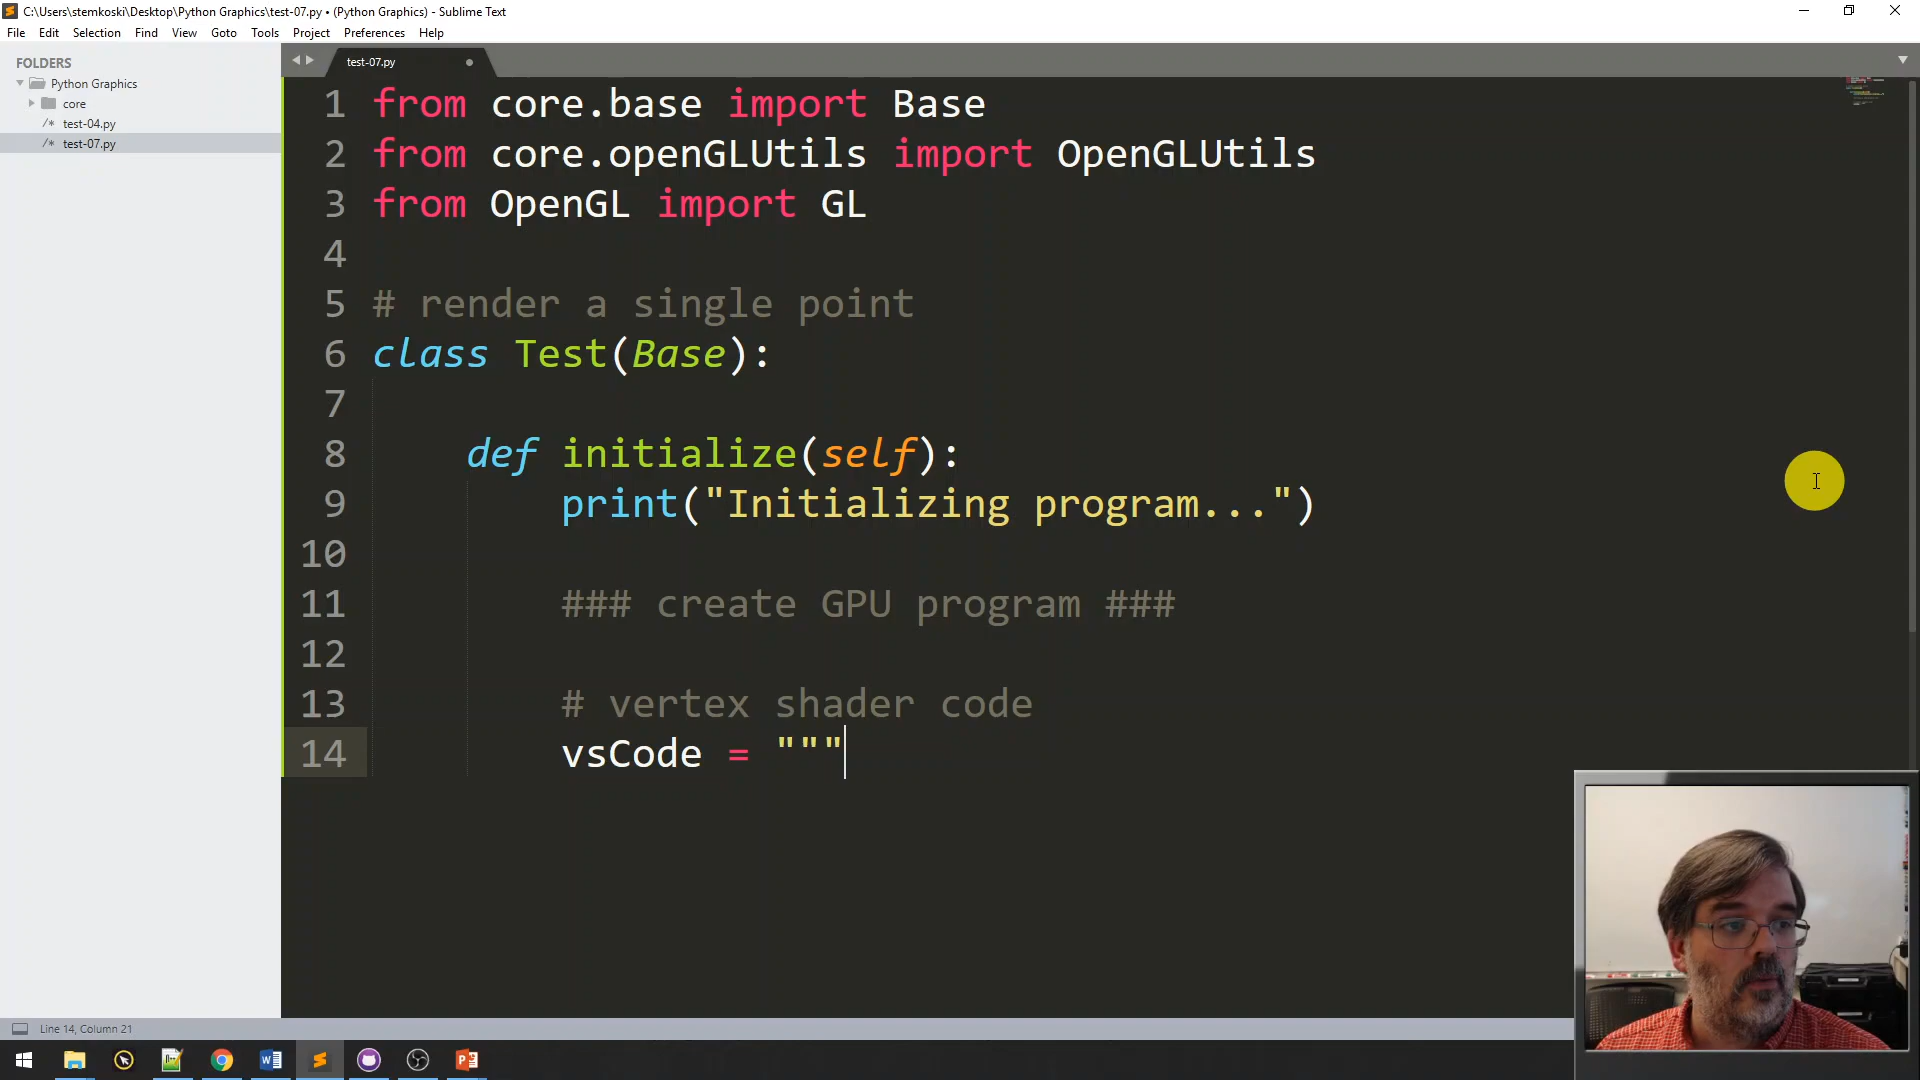 C:\Users\stemkoski\Desktop\Python Graphics\test-07.py • (Python Graphics) - Sublime Text
File Edit Selection Find View Goto Tools Project Preferences Help
FOLDERS
Python Graphics
core
/* test-04.py
/* test-07.py
test-07.py
1 from core.base import Base
2 from core.openGLUtils import OpenGLUtils
3 from OpenGL import GL
4
5 # render a single point
6 class Test(Base):
7
8 def initialize(self):
9 print("Initializing program...")
10
11 ### create GPU program ###
12
13 # vertex shader code
14 vsCode = """
Line 14, Column 21